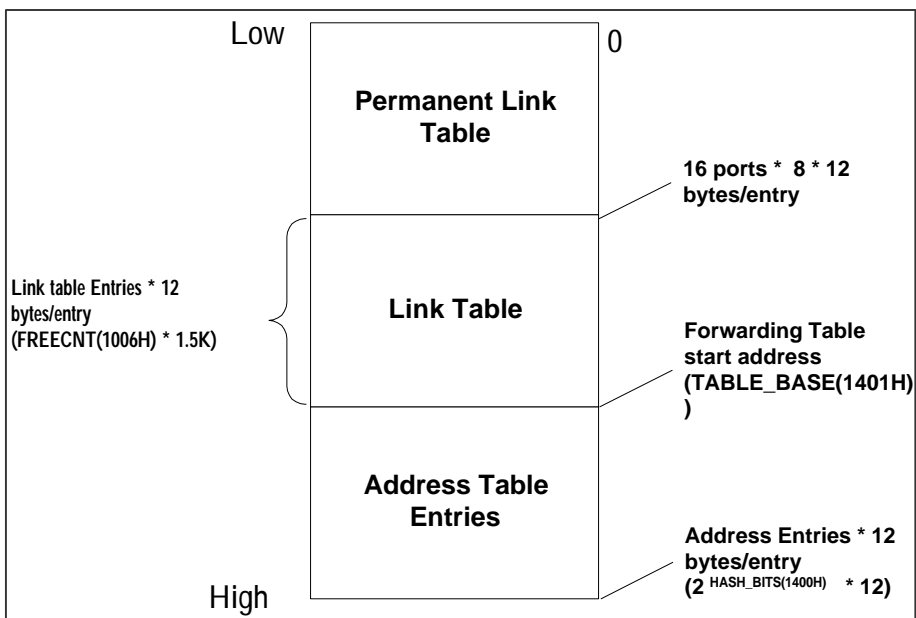 Low
0
Permanent Link
Table
16 ports * 8 * 12
bytes/entry
Link table Entries * 12
bytes/entry
(FREECNT(1006H) * 1.5K)
Link Table
Forwarding Table
start address
(TABLE_BASE(1401H)
)
Address Table
Entries
Address Entries * 12
bytes/entry
(2 HASH_BITS(1400H) * 12)
High